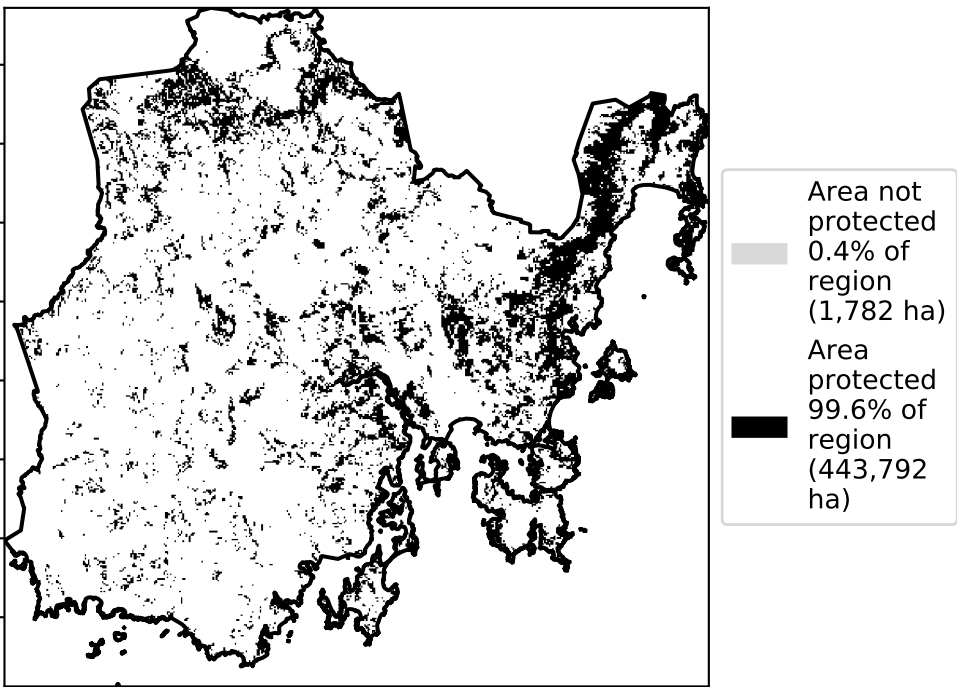 Area not
protected
0.4% of
region
(1,782 ha)
Area
protected
99.6% of
region
(443,792
ha)